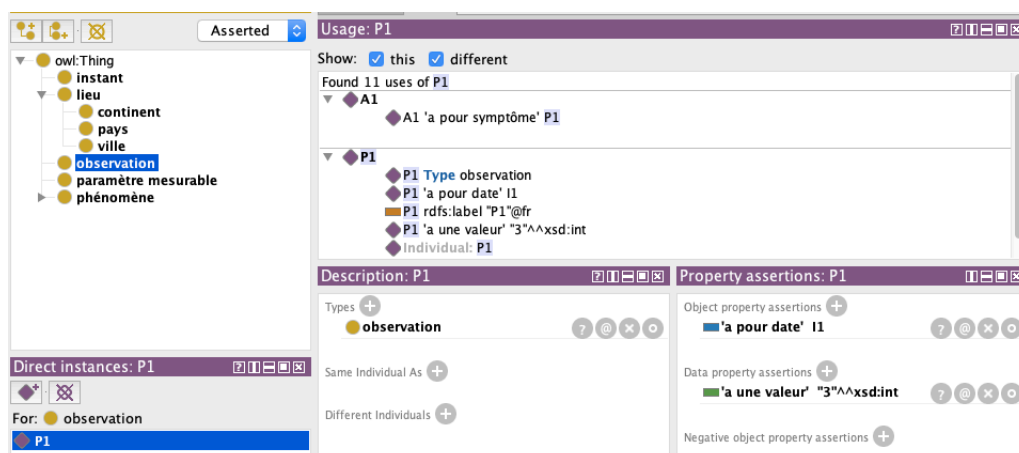 Asserted
owl:Thing
instant
lieu
continent
pays
ville
observation
paramètre mesurable
phénomène
Direct instances: P1
For: observation
P1
Usage: P1
Show: this different
Found 11 uses of P1
A1
A1 'a pour symptôme' P1
P1
P1 Type observation
P1 'a pour date' I1
P1 rdfs:label "P1"@fr
P1 'a une valeur' "3"^^xsd:int
Individual: P1
Description: P1
Types
observation
Same Individual As
Different Individuals
Property assertions: P1
Object property assertions
'a pour date' I1
Data property assertions
'a une valeur' "3"^^xsd:int
Negative object property assertions